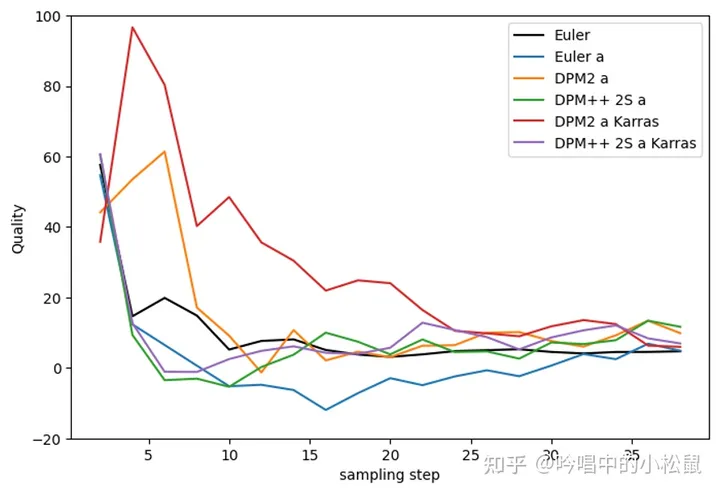 100
80
60
40
20
0
−20
Quality
Euler
Euler a
DPM2 a
DPM++ 2S a
DPM2 a Karras
DPM++ 2S a Karras
5
10
15
20
25
30
35
sampling step
知乎 @吟唱中的小松鼠